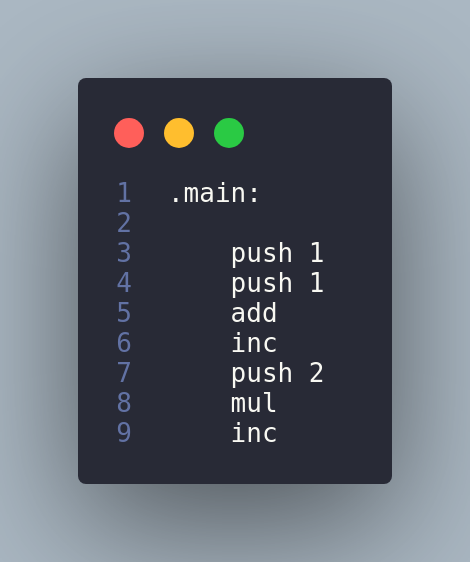 1 .main:
2
3     push 1
4     push 1
5     add
6     inc
7     push 2
8     mul
9     inc